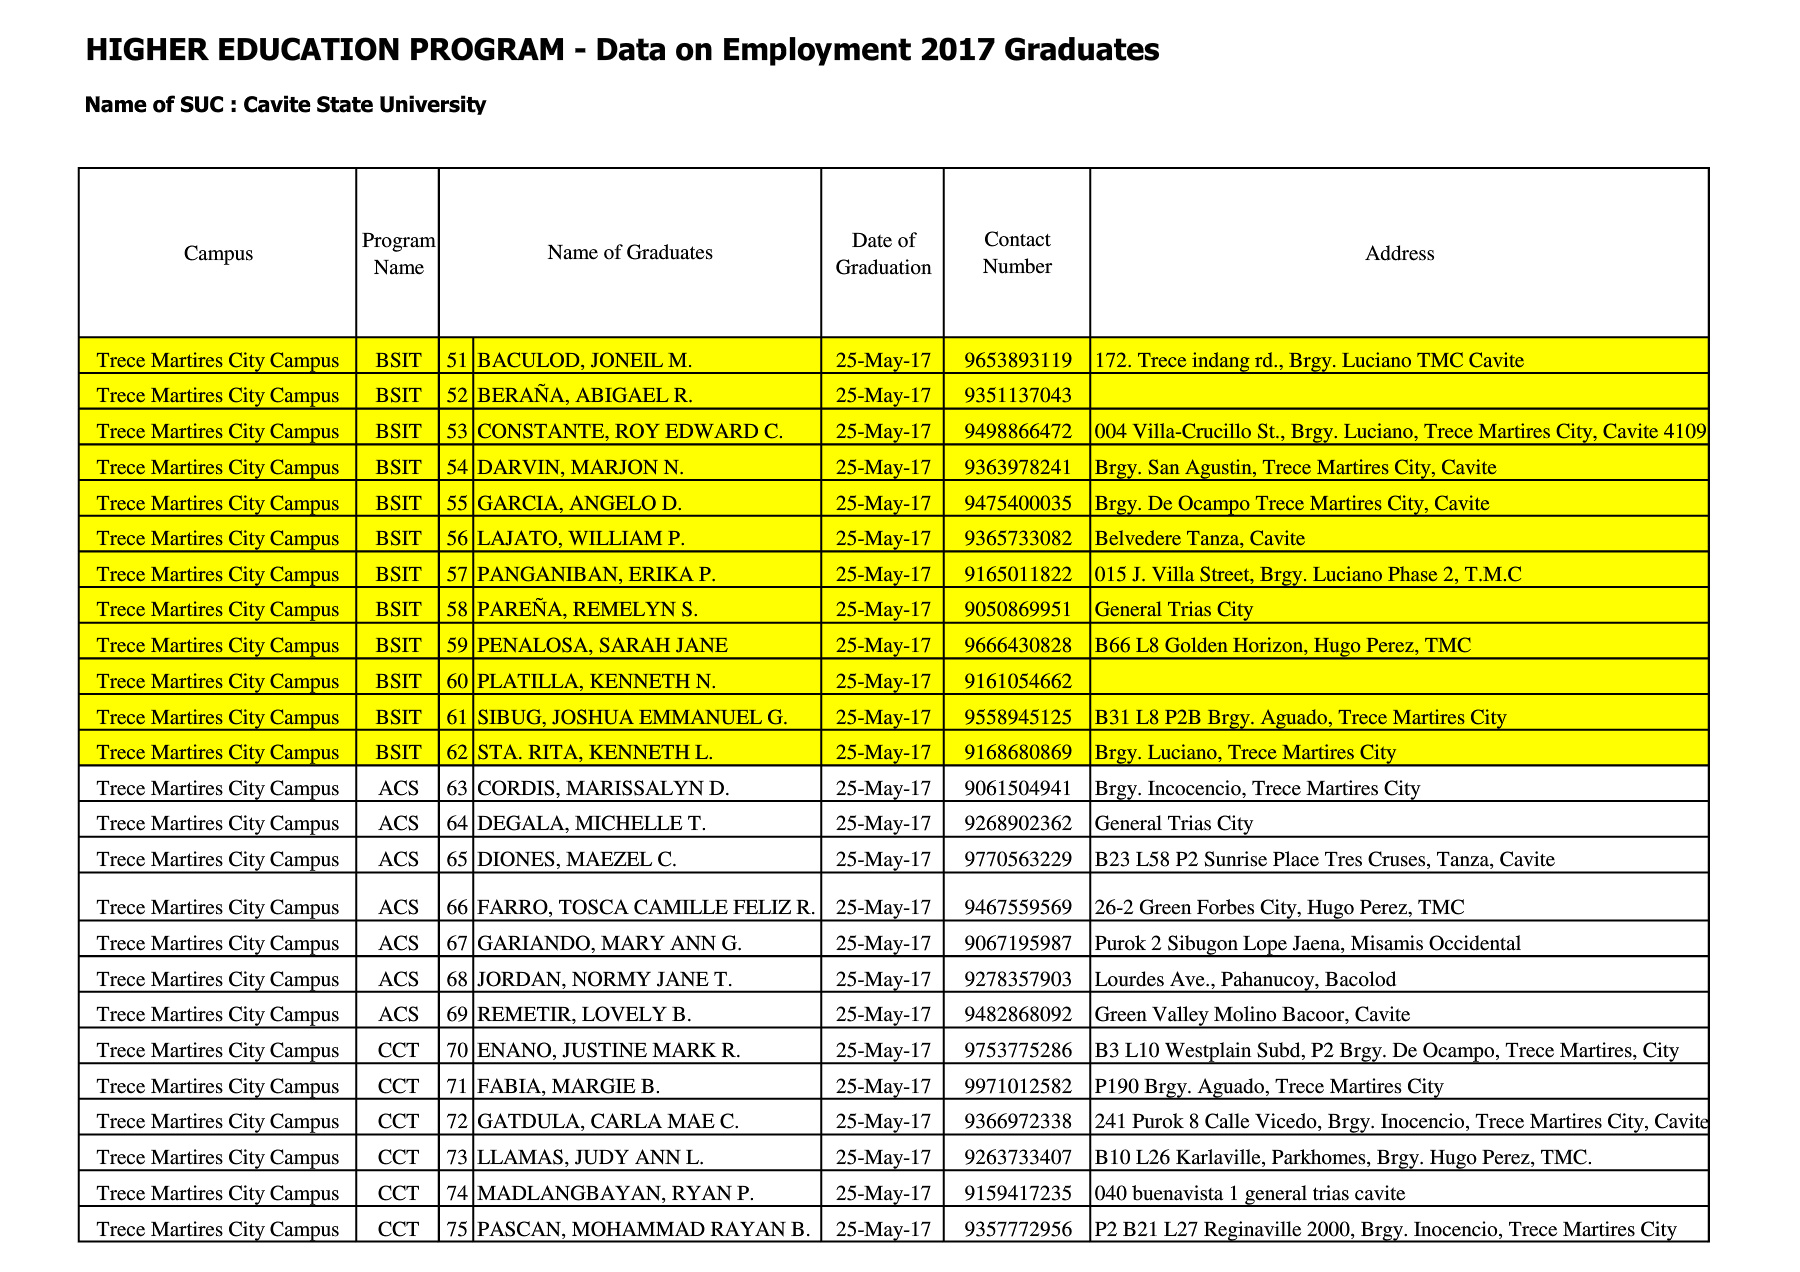 HIGHER EDUCATION PROGRAM - Data on Employment 2017 Graduates
Name of SUC : Cavite State University
Campus Program Name Name of Graduates Date of Graduation Contact Number Address
Trece Martires City Campus BSIT 51 BACULOD, JONEIL M. 25-May-17 9653893119 172. Trece indang rd., Brgy. Luciano TMC Cavite
Trece Martires City Campus BSIT 52 BERAÑA, ABIGAEL R. 25-May-17 9351137043
Trece Martires City Campus BSIT 53 CONSTANTE, ROY EDWARD C. 25-May-17 9498866472 004 Villa-Crucillo St., Brgy. Luciano, Trece Martires City, Cavite 4109
Trece Martires City Campus BSIT 54 DARVIN, MARJON N. 25-May-17 9363978241 Brgy. San Agustin, Trece Martires City, Cavite
Trece Martires City Campus BSIT 55 GARCIA, ANGELO D. 25-May-17 9475400035 Brgy. De Ocampo Trece Martires City, Cavite
Trece Martires City Campus BSIT 56 LAJATO, WILLIAM P. 25-May-17 9365733082 Belvedere Tanza, Cavite
Trece Martires City Campus BSIT 57 PANGANIBAN, ERIKA P. 25-May-17 9165011822 015 J. Villa Street, Brgy. Luciano Phase 2, T.M.C
Trece Martires City Campus BSIT 58 PAREÑA, REMELYN S. 25-May-17 9050869951 General Trias City
Trece Martires City Campus BSIT 59 PENALOSA, SARAH JANE 25-May-17 9666430828 B66 L8 Golden Horizon, Hugo Perez, TMC
Trece Martires City Campus BSIT 60 PLATILLA, KENNETH N. 25-May-17 9161054662
Trece Martires City Campus BSIT 61 SIBUG, JOSHUA EMMANUEL G. 25-May-17 9558945125 B31 L8 P2B Brgy. Aguado, Trece Martires City
Trece Martires City Campus BSIT 62 STA. RITA, KENNETH L. 25-May-17 9168680869 Brgy. Luciano, Trece Martires City
Trece Martires City Campus ACS 63 CORDIS, MARISSALYN D. 25-May-17 9061504941 Brgy. Incocencio, Trece Martires City
Trece Martires City Campus ACS 64 DEGALA, MICHELLE T. 25-May-17 9268902362 General Trias City
Trece Martires City Campus ACS 65 DIONES, MAEZEL C. 25-May-17 9770563229 B23 L58 P2 Sunrise Place Tres Cruses, Tanza, Cavite
Trece Martires City Campus ACS 66 FARRO, TOSCA CAMILLE FELIZ R. 25-May-17 9467559569 26-2 Green Forbes City, Hugo Perez, TMC
Trece Martires City Campus ACS 67 GARIANDO, MARY ANN G. 25-May-17 9067195987 Purok 2 Sibugon Lope Jaena, Misamis Occidental
Trece Martires City Campus ACS 68 JORDAN, NORMY JANE T. 25-May-17 9278357903 Lourdes Ave., Pahanucoy, Bacolod
Trece Martires City Campus ACS 69 REMETIR, LOVELY B. 25-May-17 9482868092 Green Valley Molino Bacoor, Cavite
Trece Martires City Campus CCT 70 ENANO, JUSTINE MARK R. 25-May-17 9753775286 B3 L10 Westplain Subd, P2 Brgy. De Ocampo, Trece Martires, City
Trece Martires City Campus CCT 71 FABIA, MARGIE B. 25-May-17 9971012582 P190 Brgy. Aguado, Trece Martires City
Trece Martires City Campus CCT 72 GATDULA, CARLA MAE C. 25-May-17 9366972338 241 Purok 8 Calle Vicedo, Brgy. Inocencio, Trece Martires City, Cavite
Trece Martires City Campus CCT 73 LLAMAS, JUDY ANN L. 25-May-17 9263733407 B10 L26 Karlaville, Parkhomes, Brgy. Hugo Perez, TMC.
Trece Martires City Campus CCT 74 MADLANGBAYAN, RYAN P. 25-May-17 9159417235 040 buenavista 1 general trias cavite
Trece Martires City Campus CCT 75 PASCAN, MOHAMMAD RAYAN B. 25-May-17 9357772956 P2 B21 L27 Reginaville 2000, Brgy. Inocencio, Trece Martires City